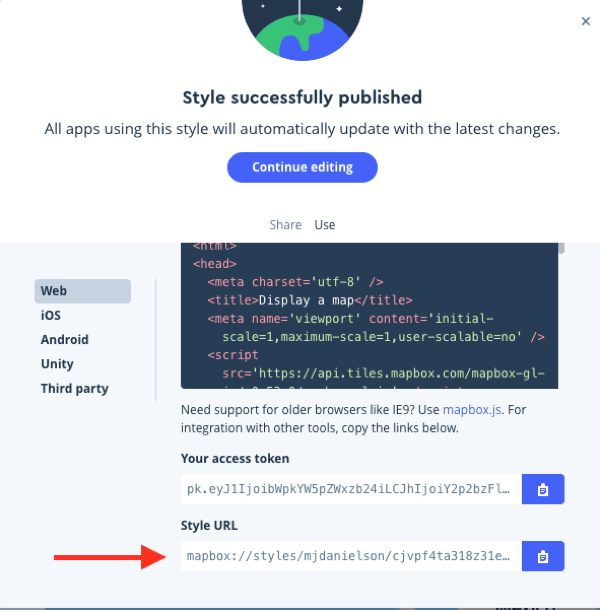 Style successfully published
All apps using this style will automatically update with the latest changes.
Continue editing
Share Use
Web
iOS
Android
Unity
Third party
<html>
<head>
<meta charset='utf-8' />
<title>Display a map</title>
<meta name='viewport' content='initial-
scale=1,maximum-scale=1,user-scalable=no' />
<script
src='https://api.tiles.mapbox.com/mapbox-gl-
Need support for older browsers like IE9? Use mapbox.js. For
integration with other tools, copy the links below.
Your access token
pk.eyJ1IjoibWpkYW5pZWxzb24iLCJhIjoiY2p2bzFl…
Style URL
mapbox://styles/mjdanielson/cjvpf4ta318z31e…